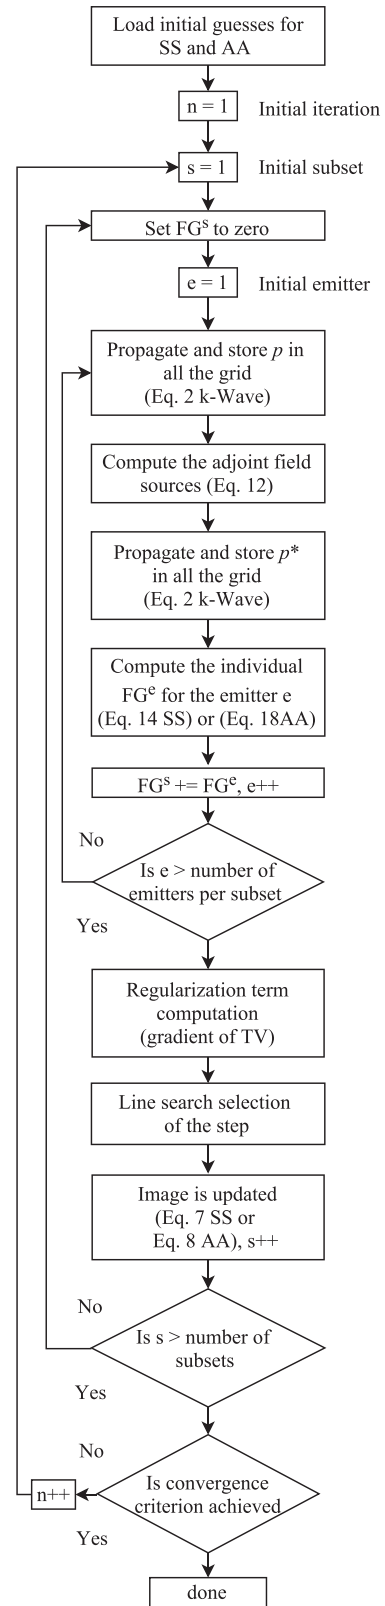 Load initial guesses for
SS and AA
n = 1
Initial iteration
s = 1
Initial subset
Set FGˢ to zero
e = 1
Initial emitter
Propagate and store p in
all the grid
(Eq. 2 k-Wave)
Compute the adjoint field
sources (Eq. 12)
Propagate and store p*
in all the grid
(Eq. 2 k-Wave)
Compute the individual
FGᵉ for the emitter e
(Eq. 14 SS) or (Eq. 18AA)
FGˢ += FGᵉ, e++
No
Is e > number of
emitters per subset
Yes
Regularization term
computation
(gradient of TV)
Line search selection
of the step
Image is updated
(Eq. 7 SS or
Eq. 8 AA), s++
No
Is s > number of
subsets
Yes
No
Is convergence
criterion achieved
n++
Yes
done